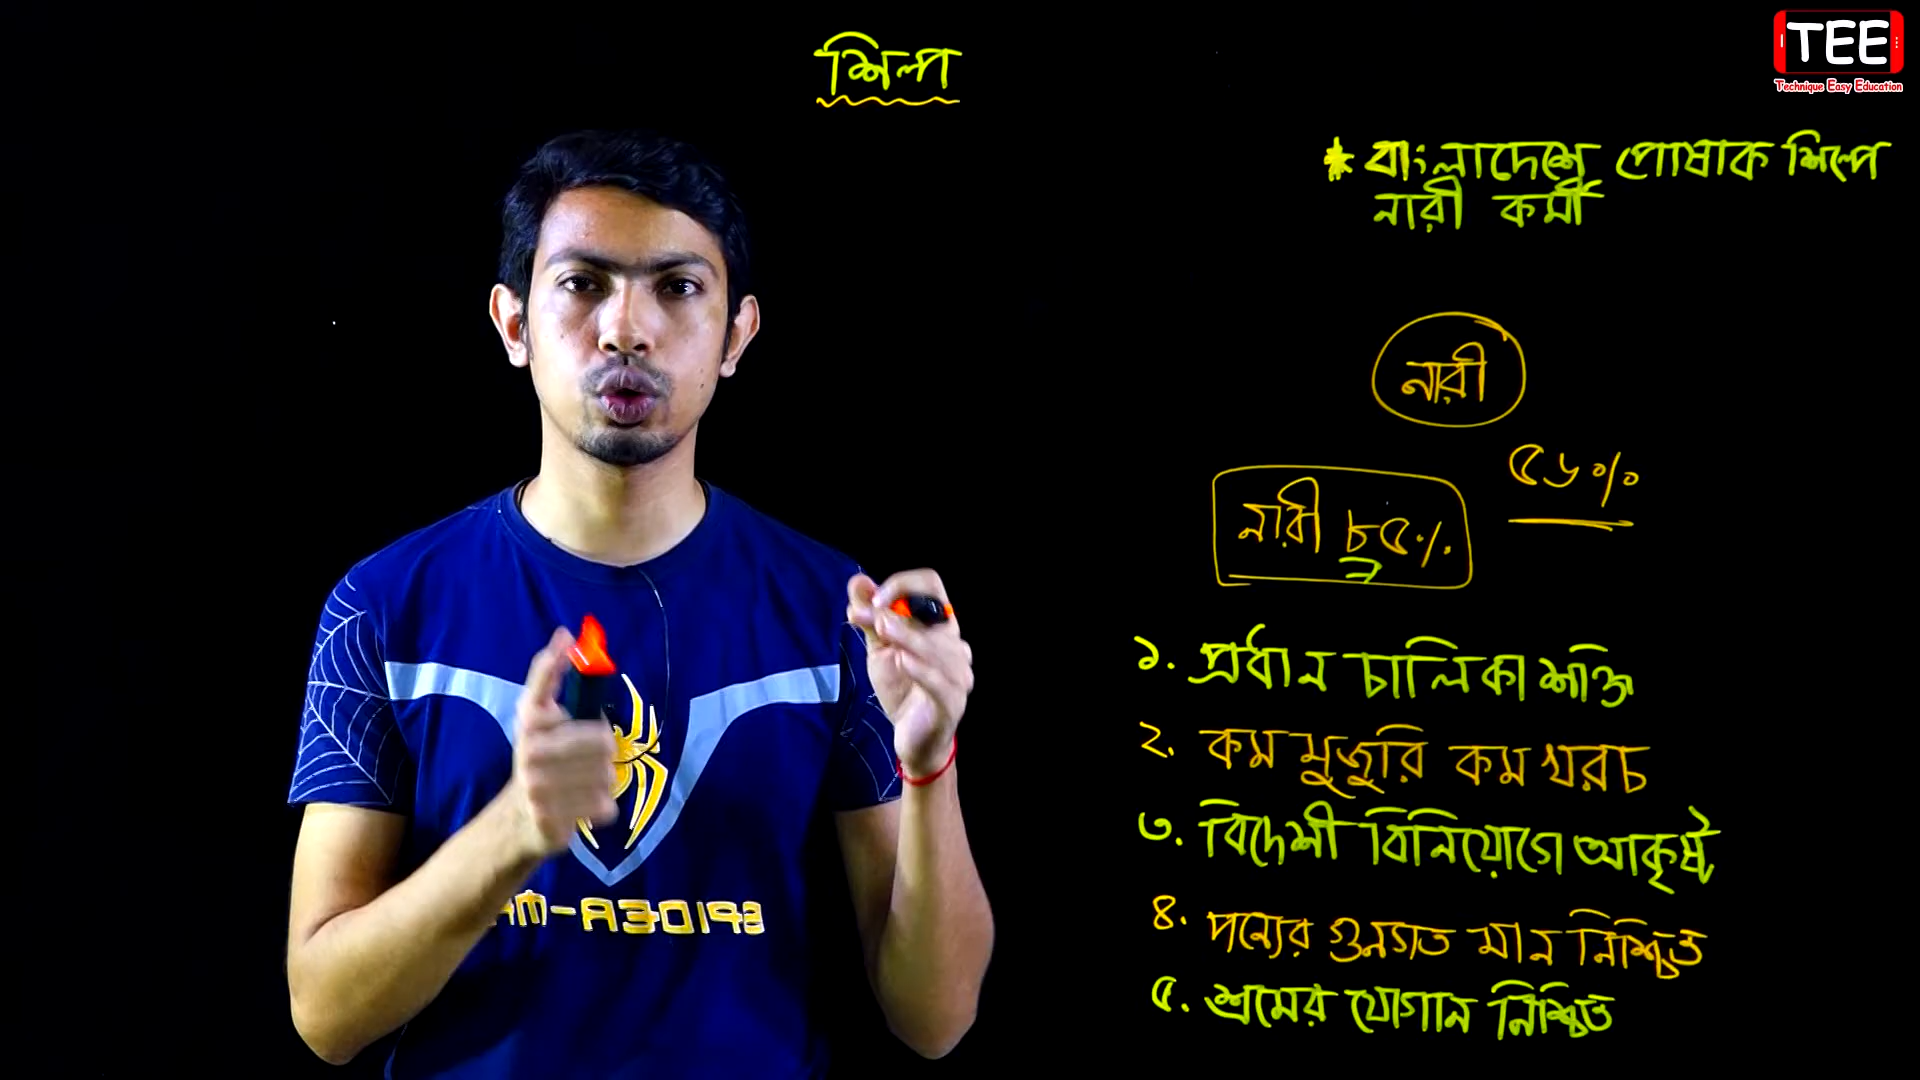 শিল্প
TEE
Technique Easy Education
* বাংলাদেশে পোষাক শিল্পে
নারী কর্মী
নারী
৫৬%
নারী ৮৫%
১. প্রধান চালিকা শক্তি
২. কম মুজুরি কম খরচ
৩. বিদেশী বিনিয়োগে আকৃষ্ট
৪. পন্যের গুনগত মান নিশ্চিত
৫. শ্রমের যোগান নিশ্চিত